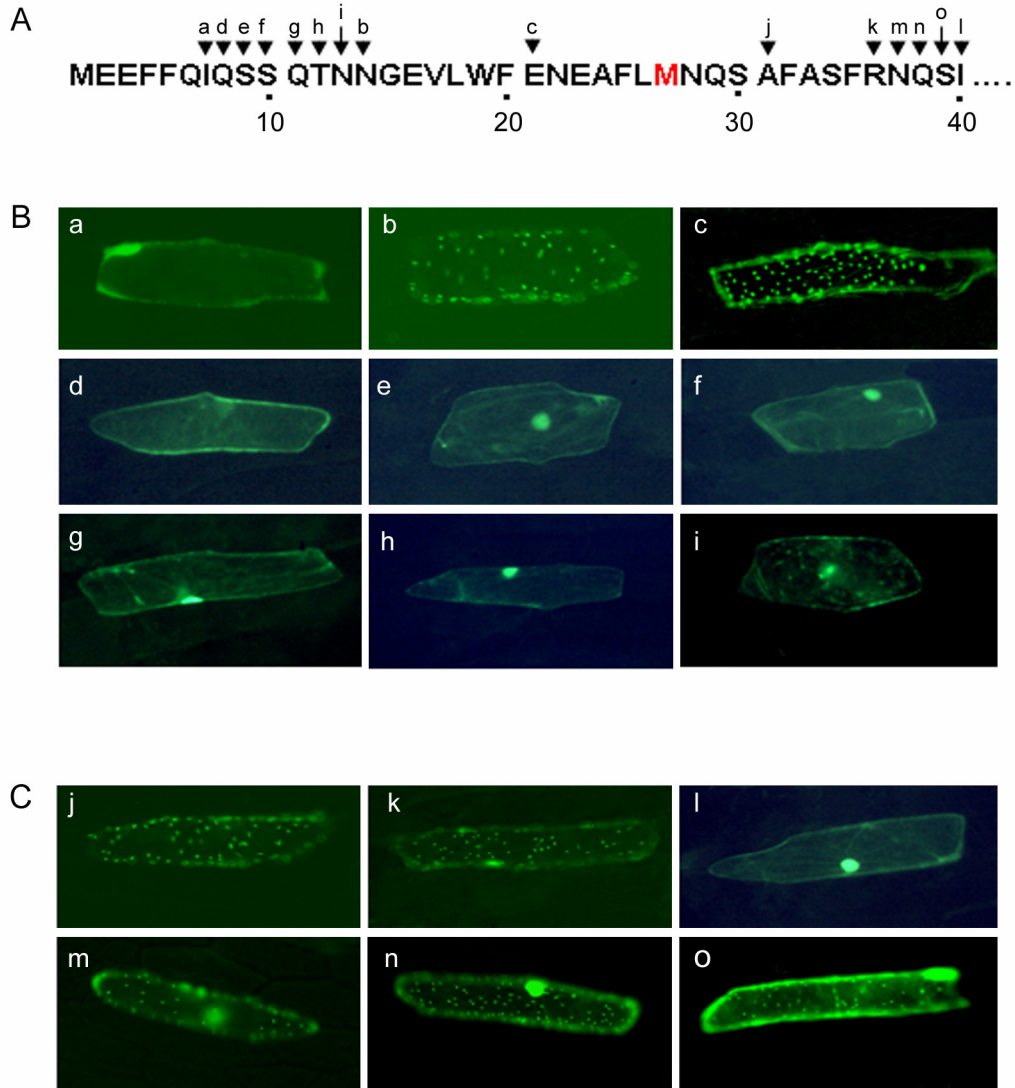 A
a d e f g h i b c j k m n o l
MEEFFQIQSS QTNNGEVLWF ENEAFLMNQS AFASFRNQSI ....
10 20 30 40
B
a b c
d e f
g h i
C
j k l
m n o